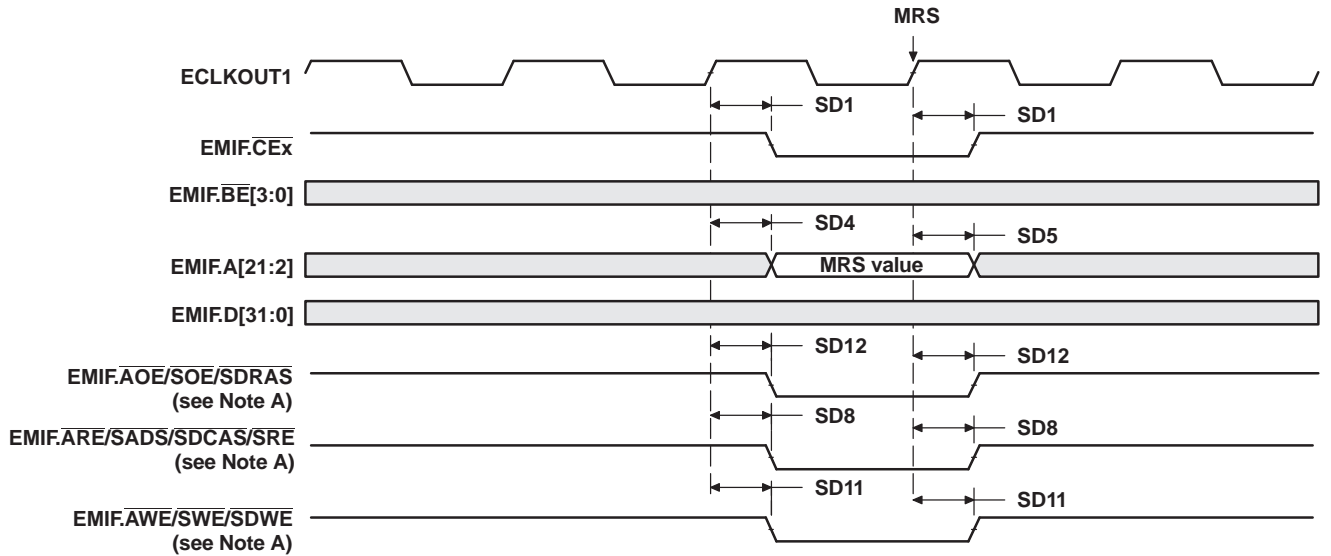 MRS
ECLKOUT1
SD1
SD1
EMIF.CEx
EMIF.BE[3:0]
SD4
SD5
EMIF.A[21:2]
MRS value
EMIF.D[31:0]
SD12
SD12
EMIF.AOE/SOE/SDRAS
(see Note A)
SD8
SD8
EMIF.ARE/SADS/SDCAS/SRE
(see Note A)
SD11
SD11
EMIF.AWE/SWE/SDWE
(see Note A)